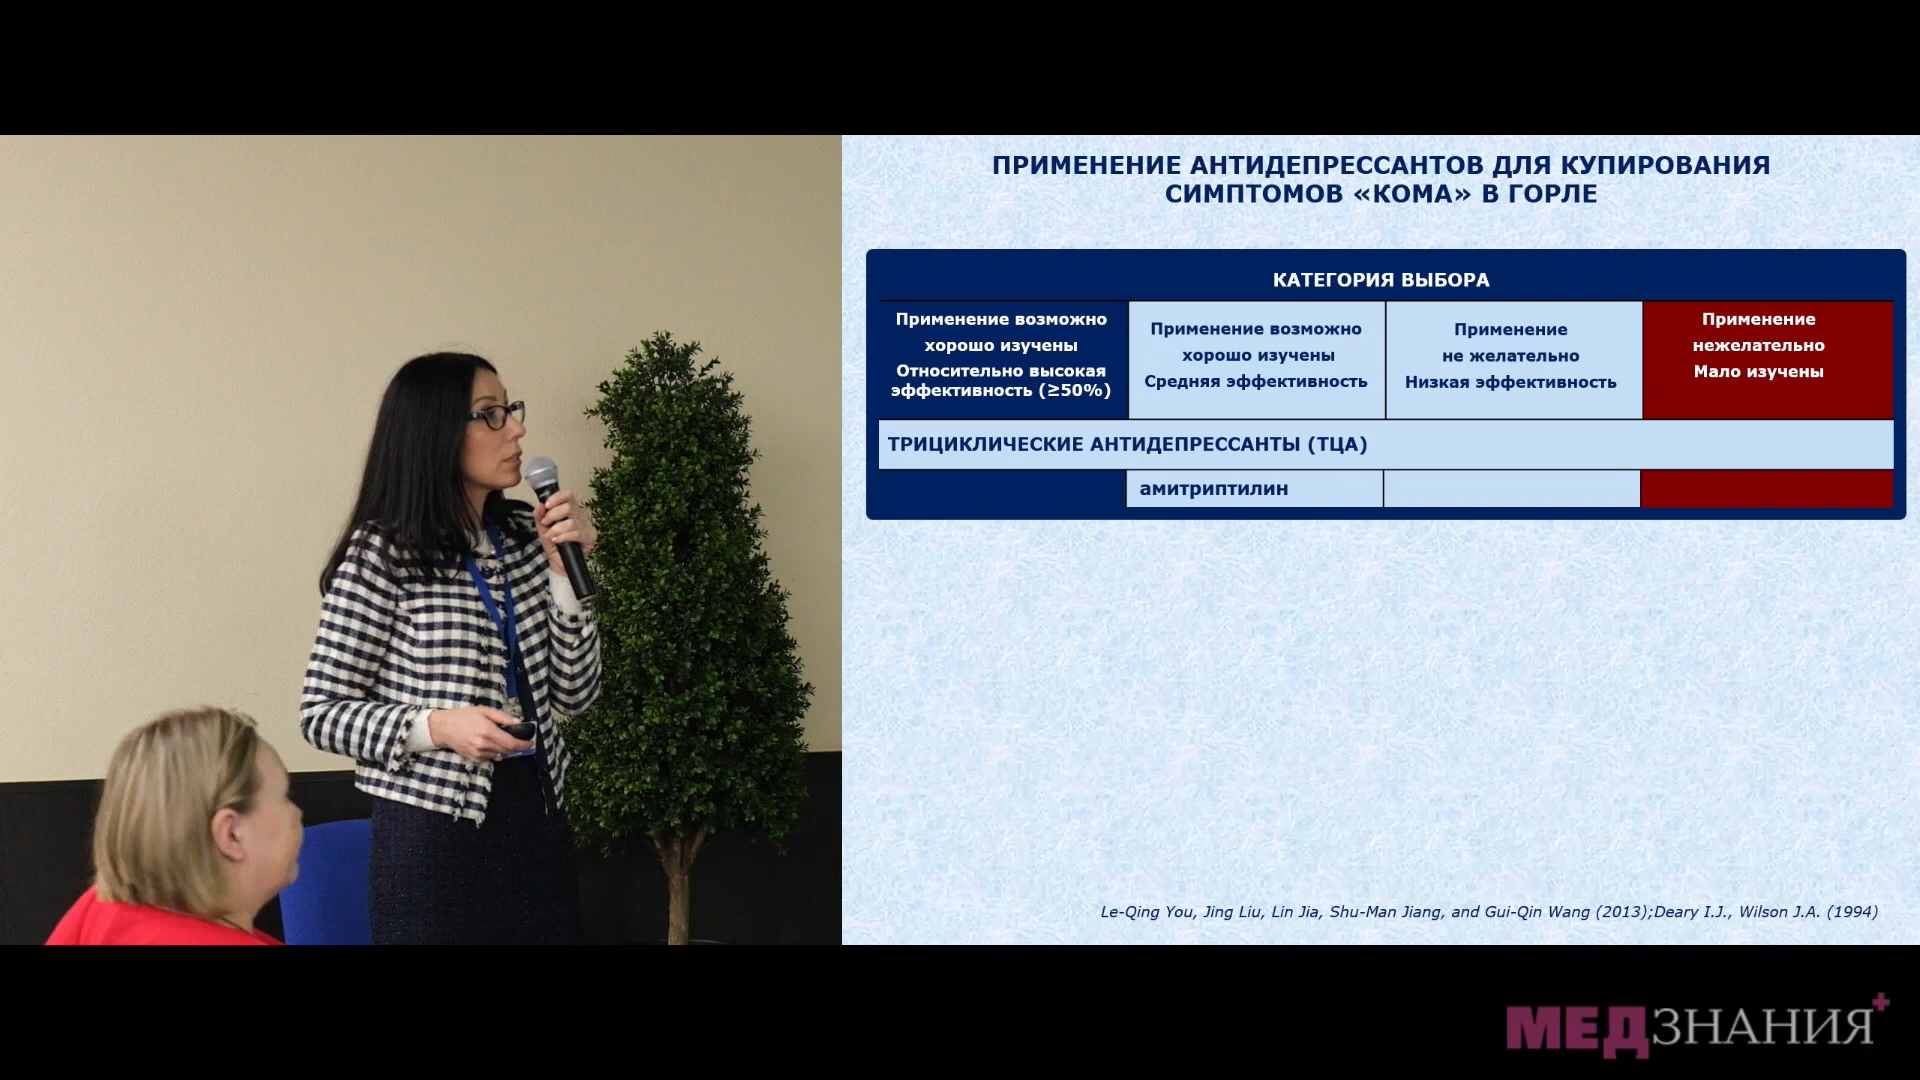 ПРИМЕНЕНИЕ АНТИДЕПРЕССАНТОВ ДЛЯ КУПИРОВАНИЯ
СИМПТОМОВ «КОМА» В ГОРЛЕ
КАТЕГОРИЯ ВЫБОРА
Применение возможно
хорошо изучены
Относительно высокая
эффективность (≥50%)
Применение возможно
хорошо изучены
Средняя эффективность
Применение
не желательно
Низкая эффективность
Применение
нежелательно
Мало изучены
ТРИЦИКЛИЧЕСКИЕ АНТИДЕПРЕССАНТЫ (ТЦА)
амитриптилин
Le-Qing You, Jing Liu, Lin Jia, Shu-Man Jiang, and Gui-Qin Wang (2013);Deary I.J., Wilson J.A. (1994)
МЕДЗНАНИЯ+